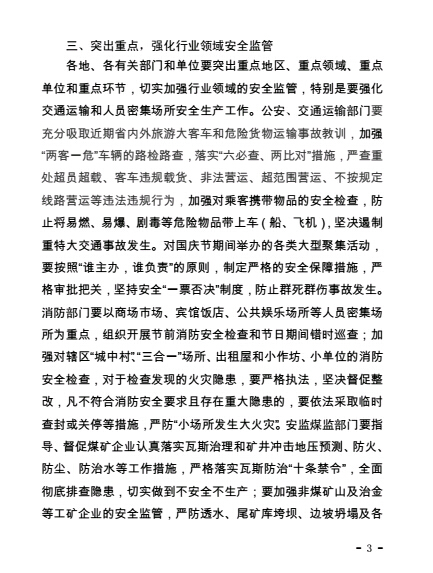 三、突出重点，强化行业领域安全监管
各地、各有关部门和单位要突出重点地区、重点领域、重点
单位和重点环节，切实加强行业领域的安全监管，特别是要强化
交通运输和人员密集场所安全生产工作。公安、交通运输部门要
充分吸取近期省内外旅游大客车和危险货物运输事故教训，加强
“两客一危”车辆的路检路查，落实“六必查、两比对”措施，严查重
处超员超载、客车违规载货、非法营运、超范围营运、不按规定
线路营运等违法违规行为，加强对乘客携带物品的安全检查，防
止将易燃、易爆、剧毒等危险物品带上车（船、飞机），坚决遏制
重特大交通事故发生。对国庆节期间举办的各类大型聚集活动，
要按照“谁主办，谁负责”的原则，制定严格的安全保障措施，严
格审批把关，坚持安全“一票否决”制度，防止群死群伤事故发生。
消防部门要以商场市场、宾馆饭店、公共娱乐场所等人员密集场
所为重点，组织开展节前消防安全检查和节日期间错时巡查；加
强对辖区“城中村”、“三合一”场所、出租屋和小作坊、小单位的消防
安全检查，对于检查发现的火灾隐患，要严格执法，坚决督促整
改，凡不符合消防安全要求且存在重大隐患的，要依法采取临时
查封或关停等措施，严防“小场所发生大火灾”。安监煤监部门要指
导、督促煤矿企业认真落实瓦斯治理和矿井冲击地压预测、防火、
防尘、防治水等工作措施，严格落实瓦斯防治“十条禁令”，全面
彻底排查隐患，切实做到不安全不生产；要加强非煤矿山及冶金
等工矿企业的安全监管，严防透水、尾矿库垮坝、边坡坍塌及各
- 3 -